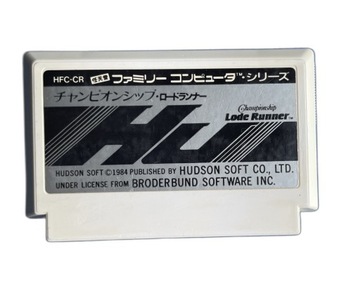 HFC-CR ファミリー コンピュータ™-シリーズ
チャンピオンシップ・ロードランナー
Championship
Lode Runner™
HU
HUDSON SOFT ©1984 PUBLISHED BY HUDSON SOFT CO., LTD.
UNDER LICENSE FROM BRODERBUND SOFTWARE INC.